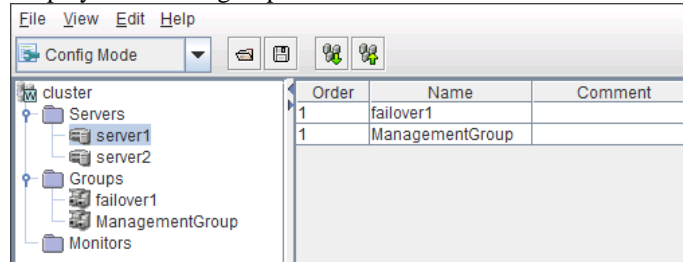 File View Edit Help
Config Mode
cluster
Servers
server1
server2
Groups
failover1
ManagementGroup
Monitors
Order Name Comment
1 failover1
1 ManagementGroup